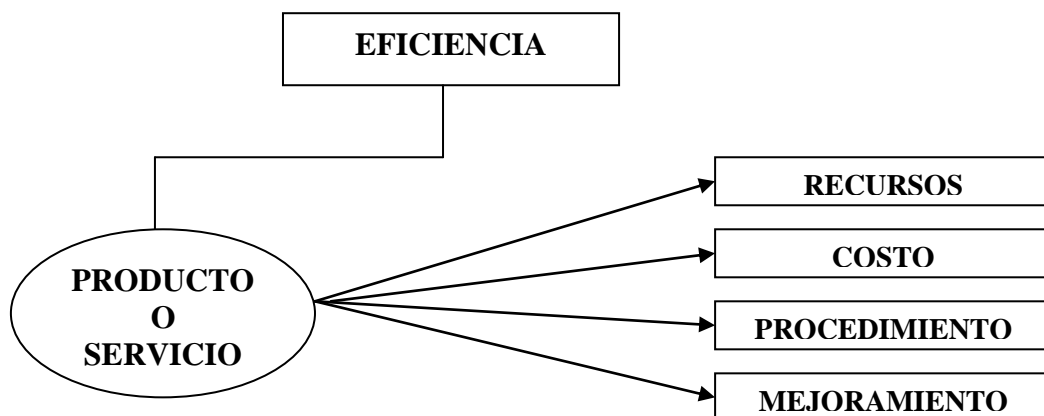 EFICIENCIA
RECURSOS
PRODUCTO
O
SERVICIO
COSTO
PROCEDIMIENTO
MEJORAMIENTO